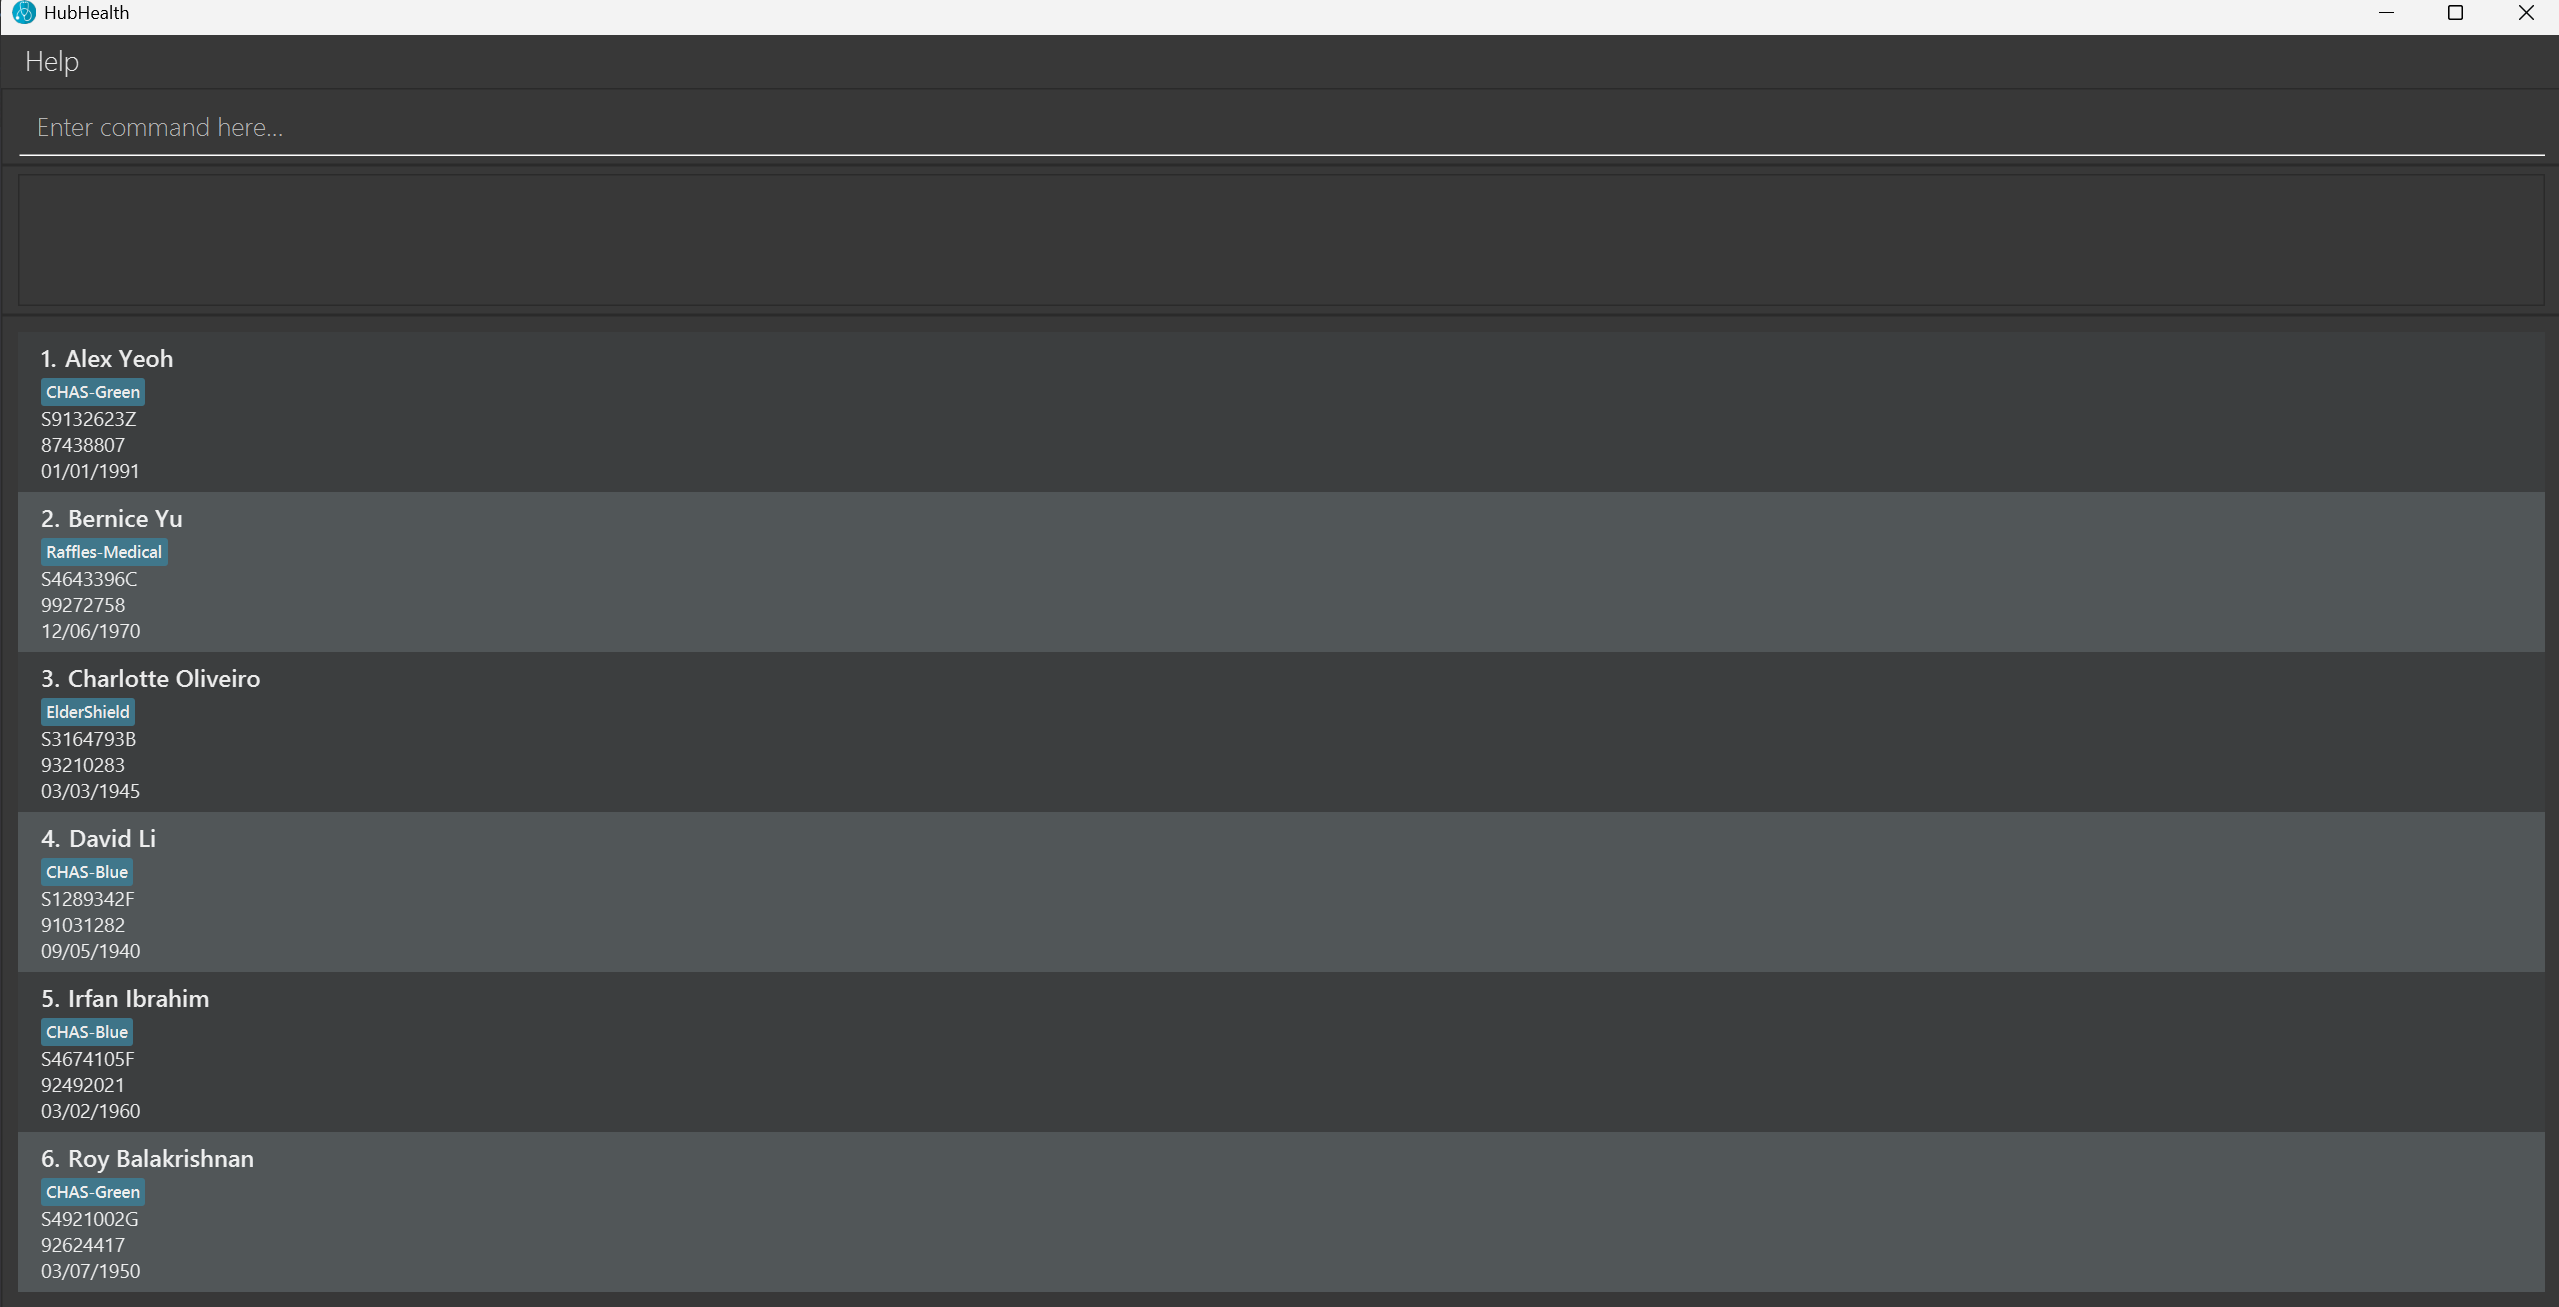 HubHealth
Help
Enter command here...
1. Alex Yeoh
CHAS-Green
S9132623Z
87438807
01/01/1991
2. Bernice Yu
Raffles-Medical
S4643396C
99272758
12/06/1970
3. Charlotte Oliveiro
ElderShield
S3164793B
93210283
03/03/1945
4. David Li
CHAS-Blue
S1289342F
91031282
09/05/1940
5. Irfan Ibrahim
CHAS-Blue
S4674105F
92492021
03/02/1960
6. Roy Balakrishnan
CHAS-Green
S4921002G
92624417
03/07/1950